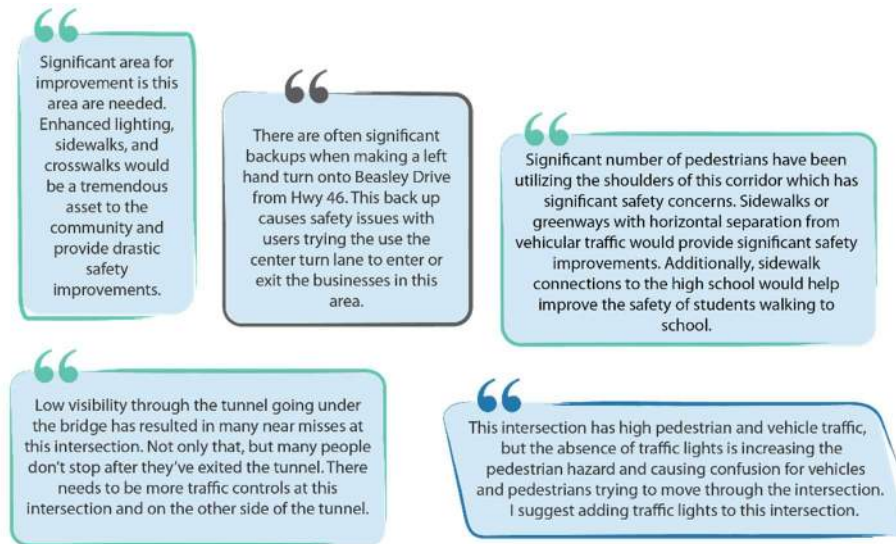 Significant area for
improvement is this
area are needed.
Enhanced lighting,
sidewalks, and
crosswalks would
be a tremendous
asset to the
community and
provide drastic
safety
improvements.
There are often significant
backups when making a left
hand turn onto Beasley Drive
from Hwy 46. This back up
causes safety issues with
users trying the use the
center turn lane to enter or
exit the businesses in this
area.
Significant number of pedestrians have been
utilizing the shoulders of this corridor which has
significant safety concerns. Sidewalks or
greenways with horizontal separation from
vehicular traffic would provide significant safety
improvements. Additionally, sidewalk
connections to the high school would help
improve the safety of students walking to
school.
Low visibility through the tunnel going under
the bridge has resulted in many near misses at
this intersection. Not only that, but many people
don't stop after they've exited the tunnel. There
needs to be more traffic controls at this
intersection and on the other side of the tunnel.
This intersection has high pedestrian and vehicle traffic,
but the absence of traffic lights is increasing the
pedestrian hazard and causing confusion for vehicles
and pedestrians trying to move through the intersection.
I suggest adding traffic lights to this intersection.